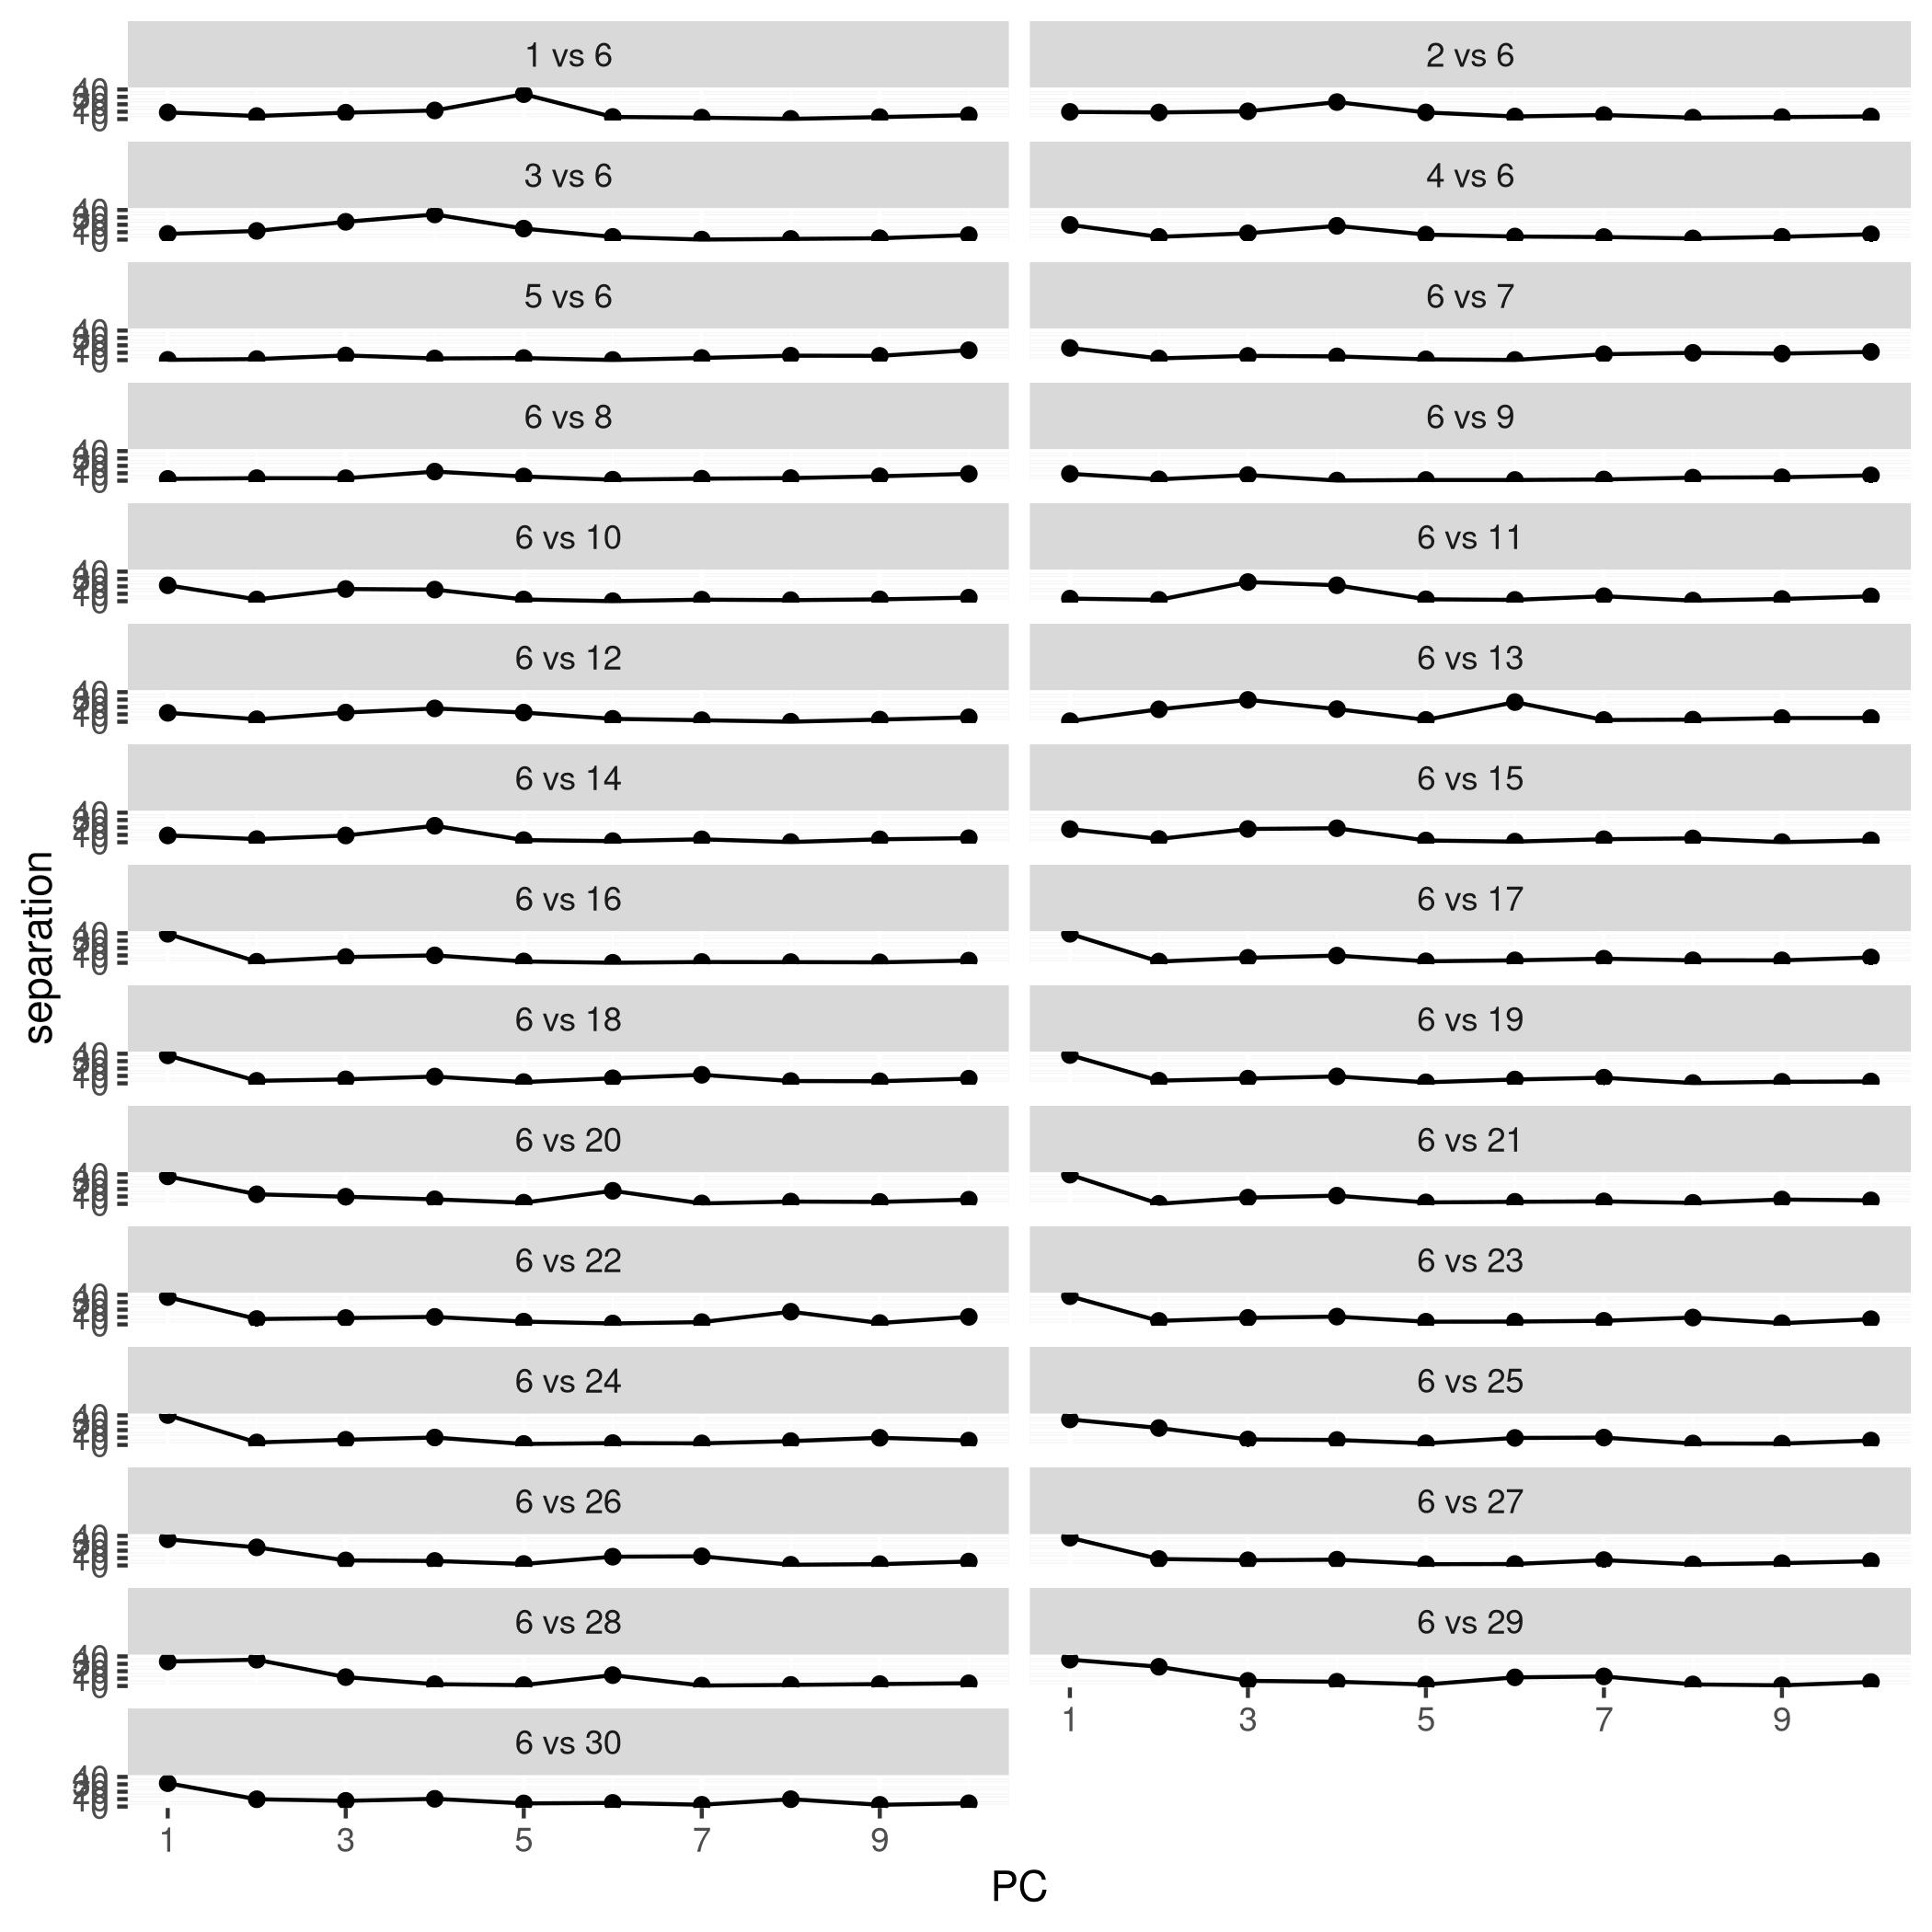 1 vs 6
2 vs 6
3 vs 6
4 vs 6
5 vs 6
6 vs 7
6 vs 8
6 vs 9
6 vs 10
6 vs 11
6 vs 12
6 vs 13
6 vs 14
6 vs 15
6 vs 16
6 vs 17
6 vs 18
6 vs 19
6 vs 20
6 vs 21
6 vs 22
6 vs 23
6 vs 24
6 vs 25
6 vs 26
6 vs 27
6 vs 28
6 vs 29
1 3 5 7 9
6 vs 30
1 3 5 7 9
separation
PC